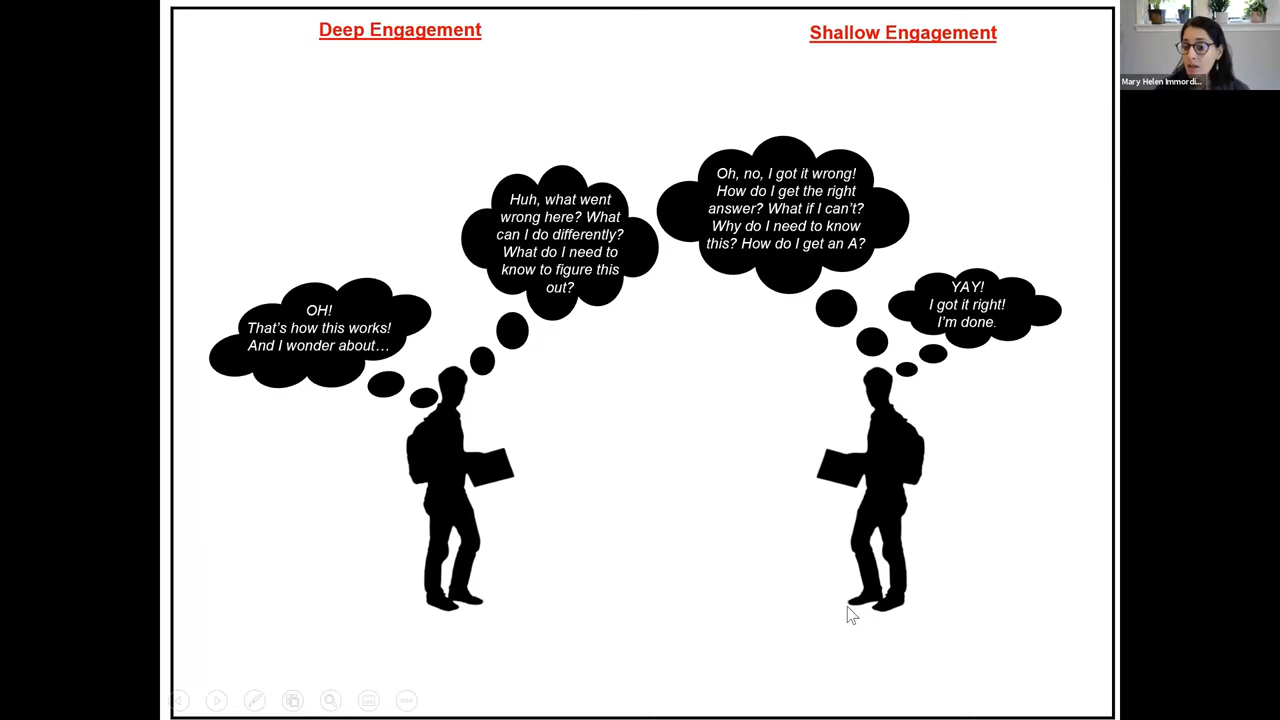 Deep Engagement
Shallow Engagement
Mary Helen Immordi...
Huh, what went
wrong here? What
can I do differently?
What do I need to
know to figure this
out?
OH!
That's how this works!
And I wonder about...
Oh, no, I got it wrong!
How do I get the right
answer? What if I can't?
Why do I need to know
this? How do I get an A?
YAY!
I got it right!
I'm done.